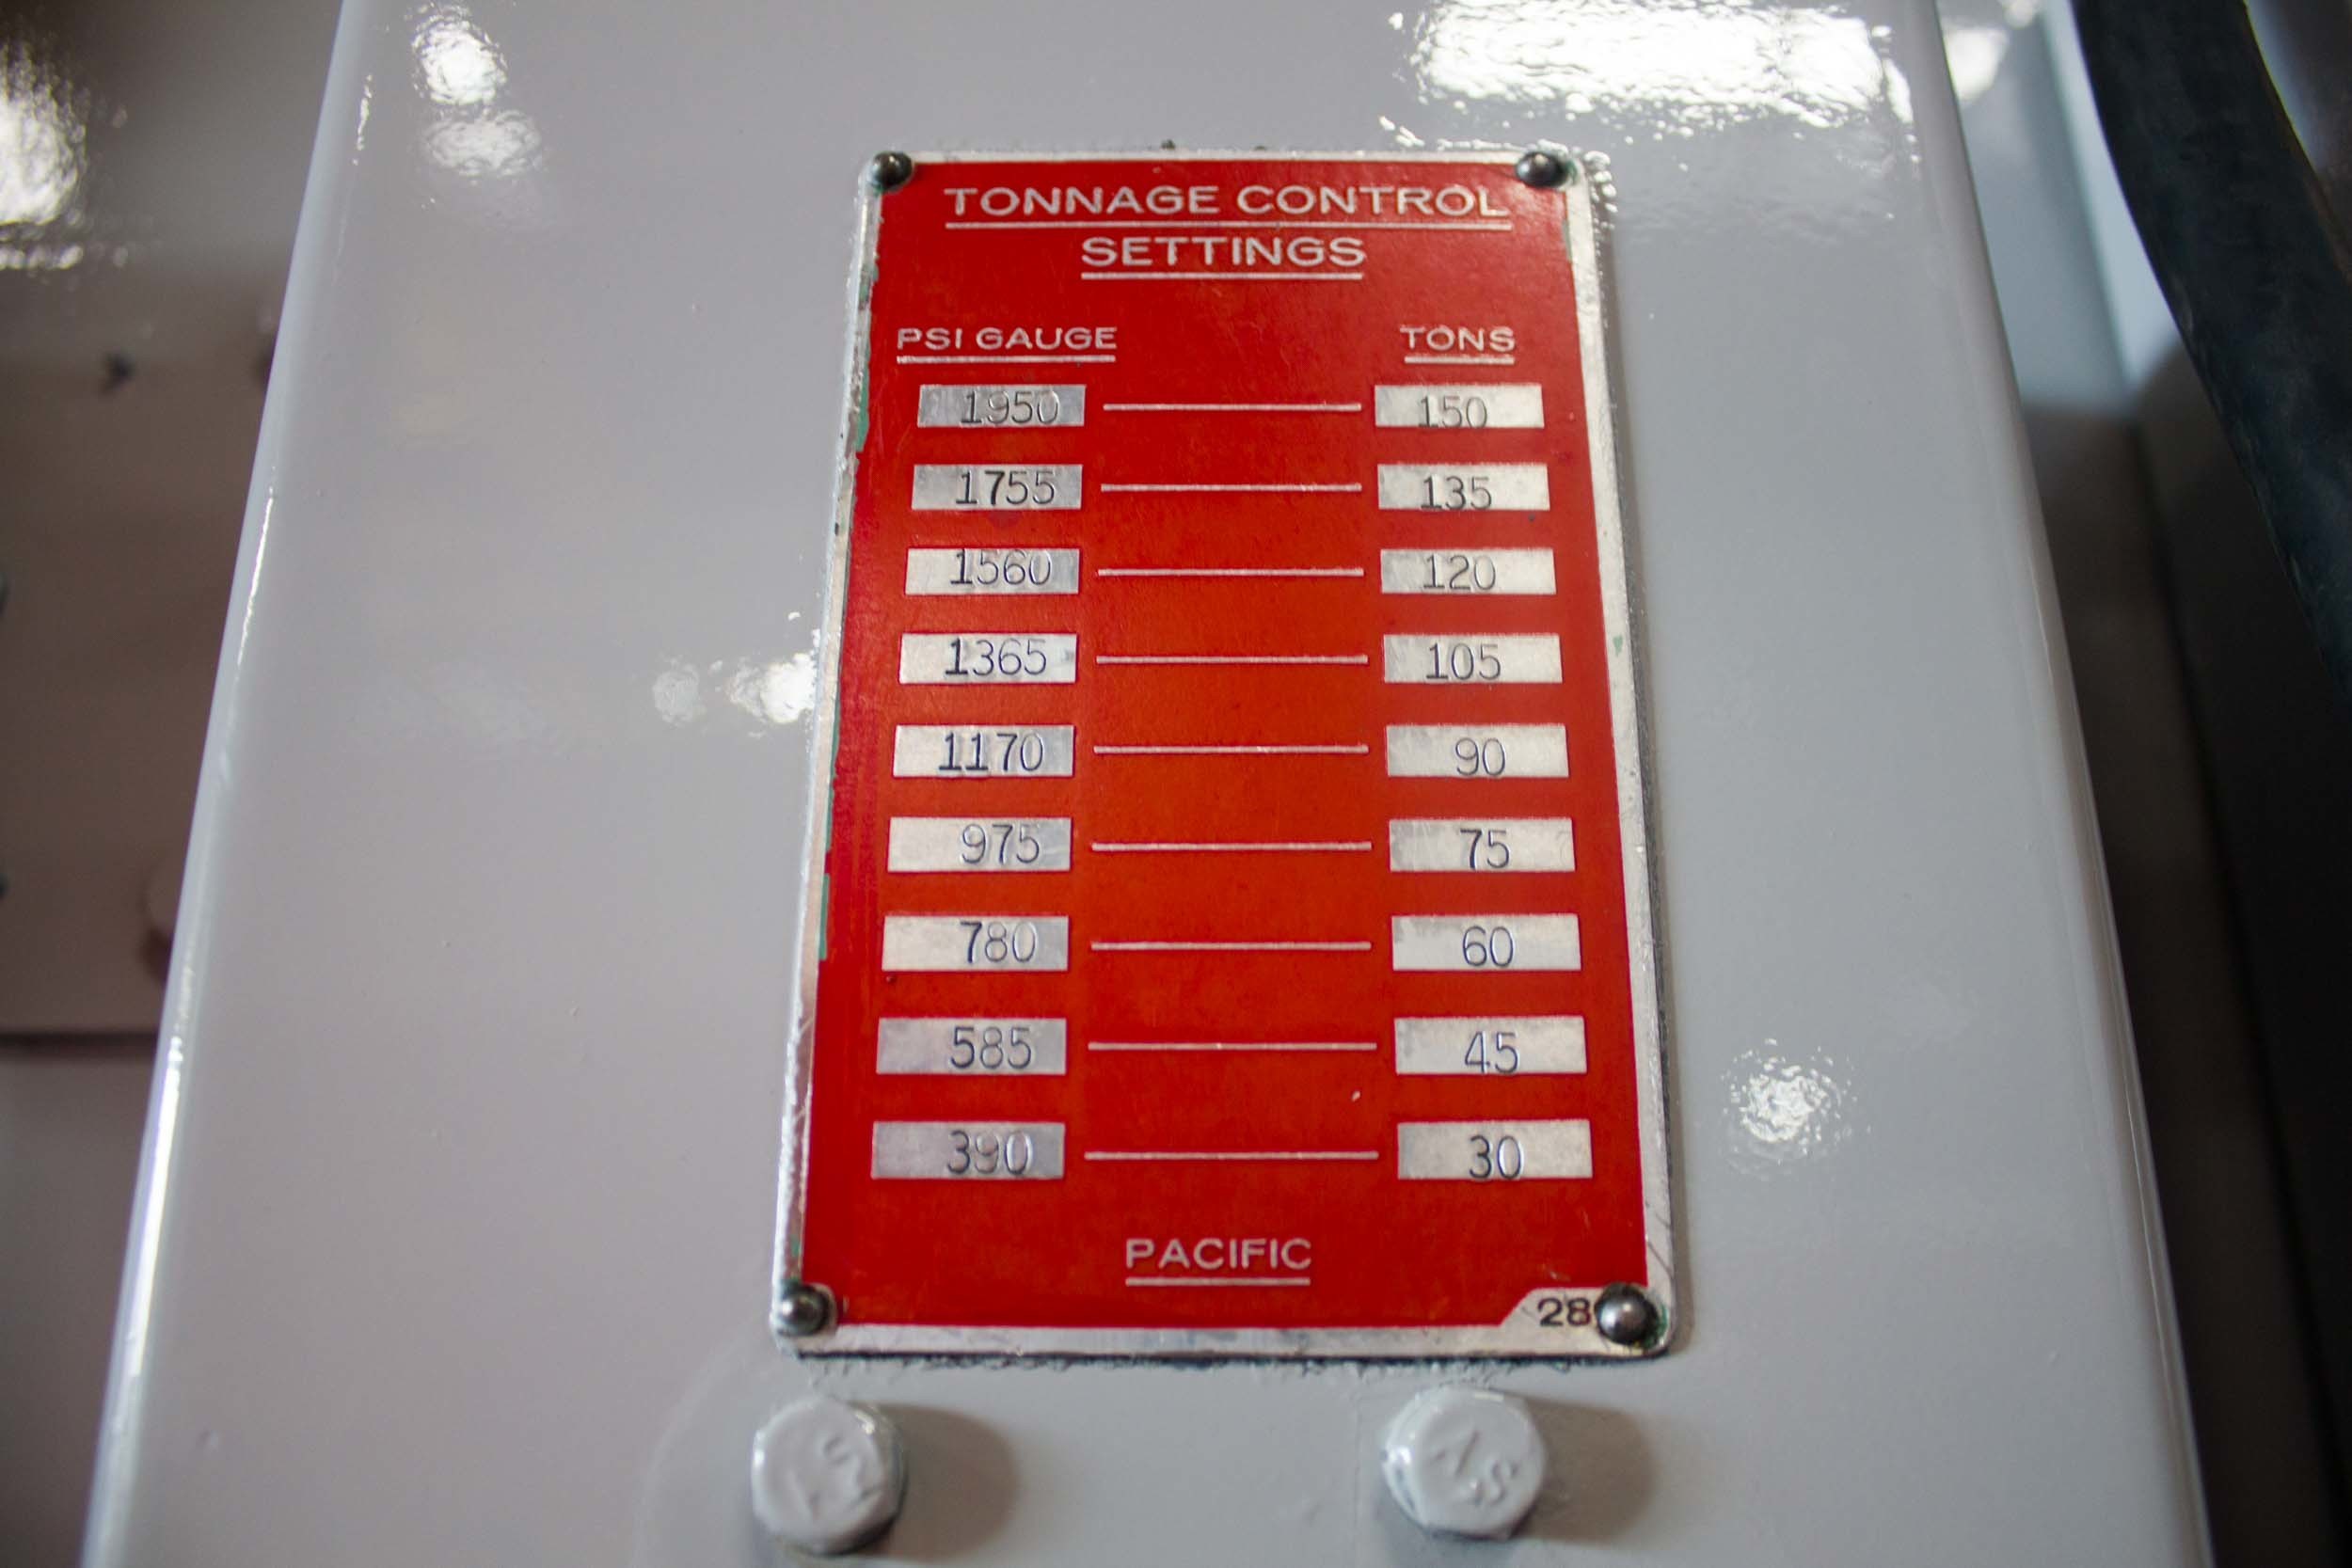 TONNAGE CONTROL
SETTINGS
PSI GAUGE TONS
1950 150
1755 135
1560 120
1365 105
1170 90
975 75
780 60
585 45
390 30
PACIFIC
28